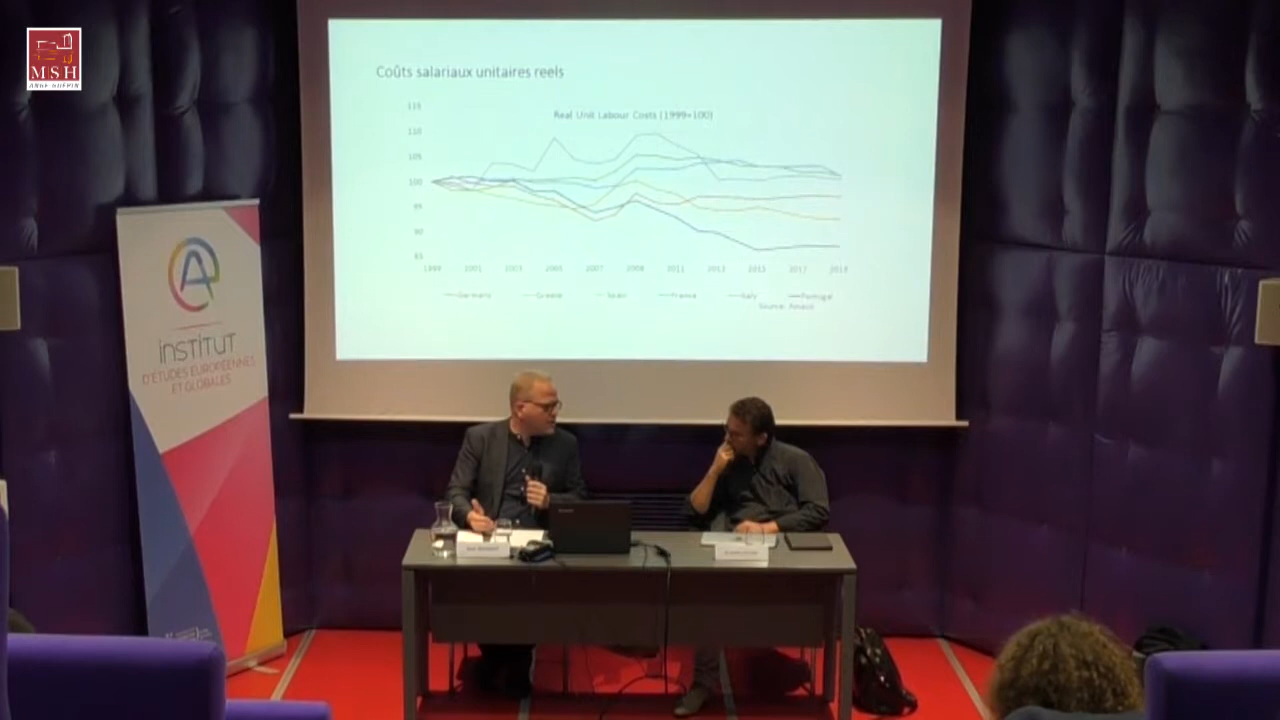 MSH
ANGE-GUÉPIN
Coûts salariaux unitaires reels
Real Unit Labour Costs (1999=100)
115
110
105
100
95
90
85
1999 2001 2003 2005 2007 2009 2011 2013 2015 2017 2019
Germany Greece Spain France Italy Portugal
Source: Ameco
INSTITUT
D'ÉTUDES EUROPÉENNES
ET GLOBALES